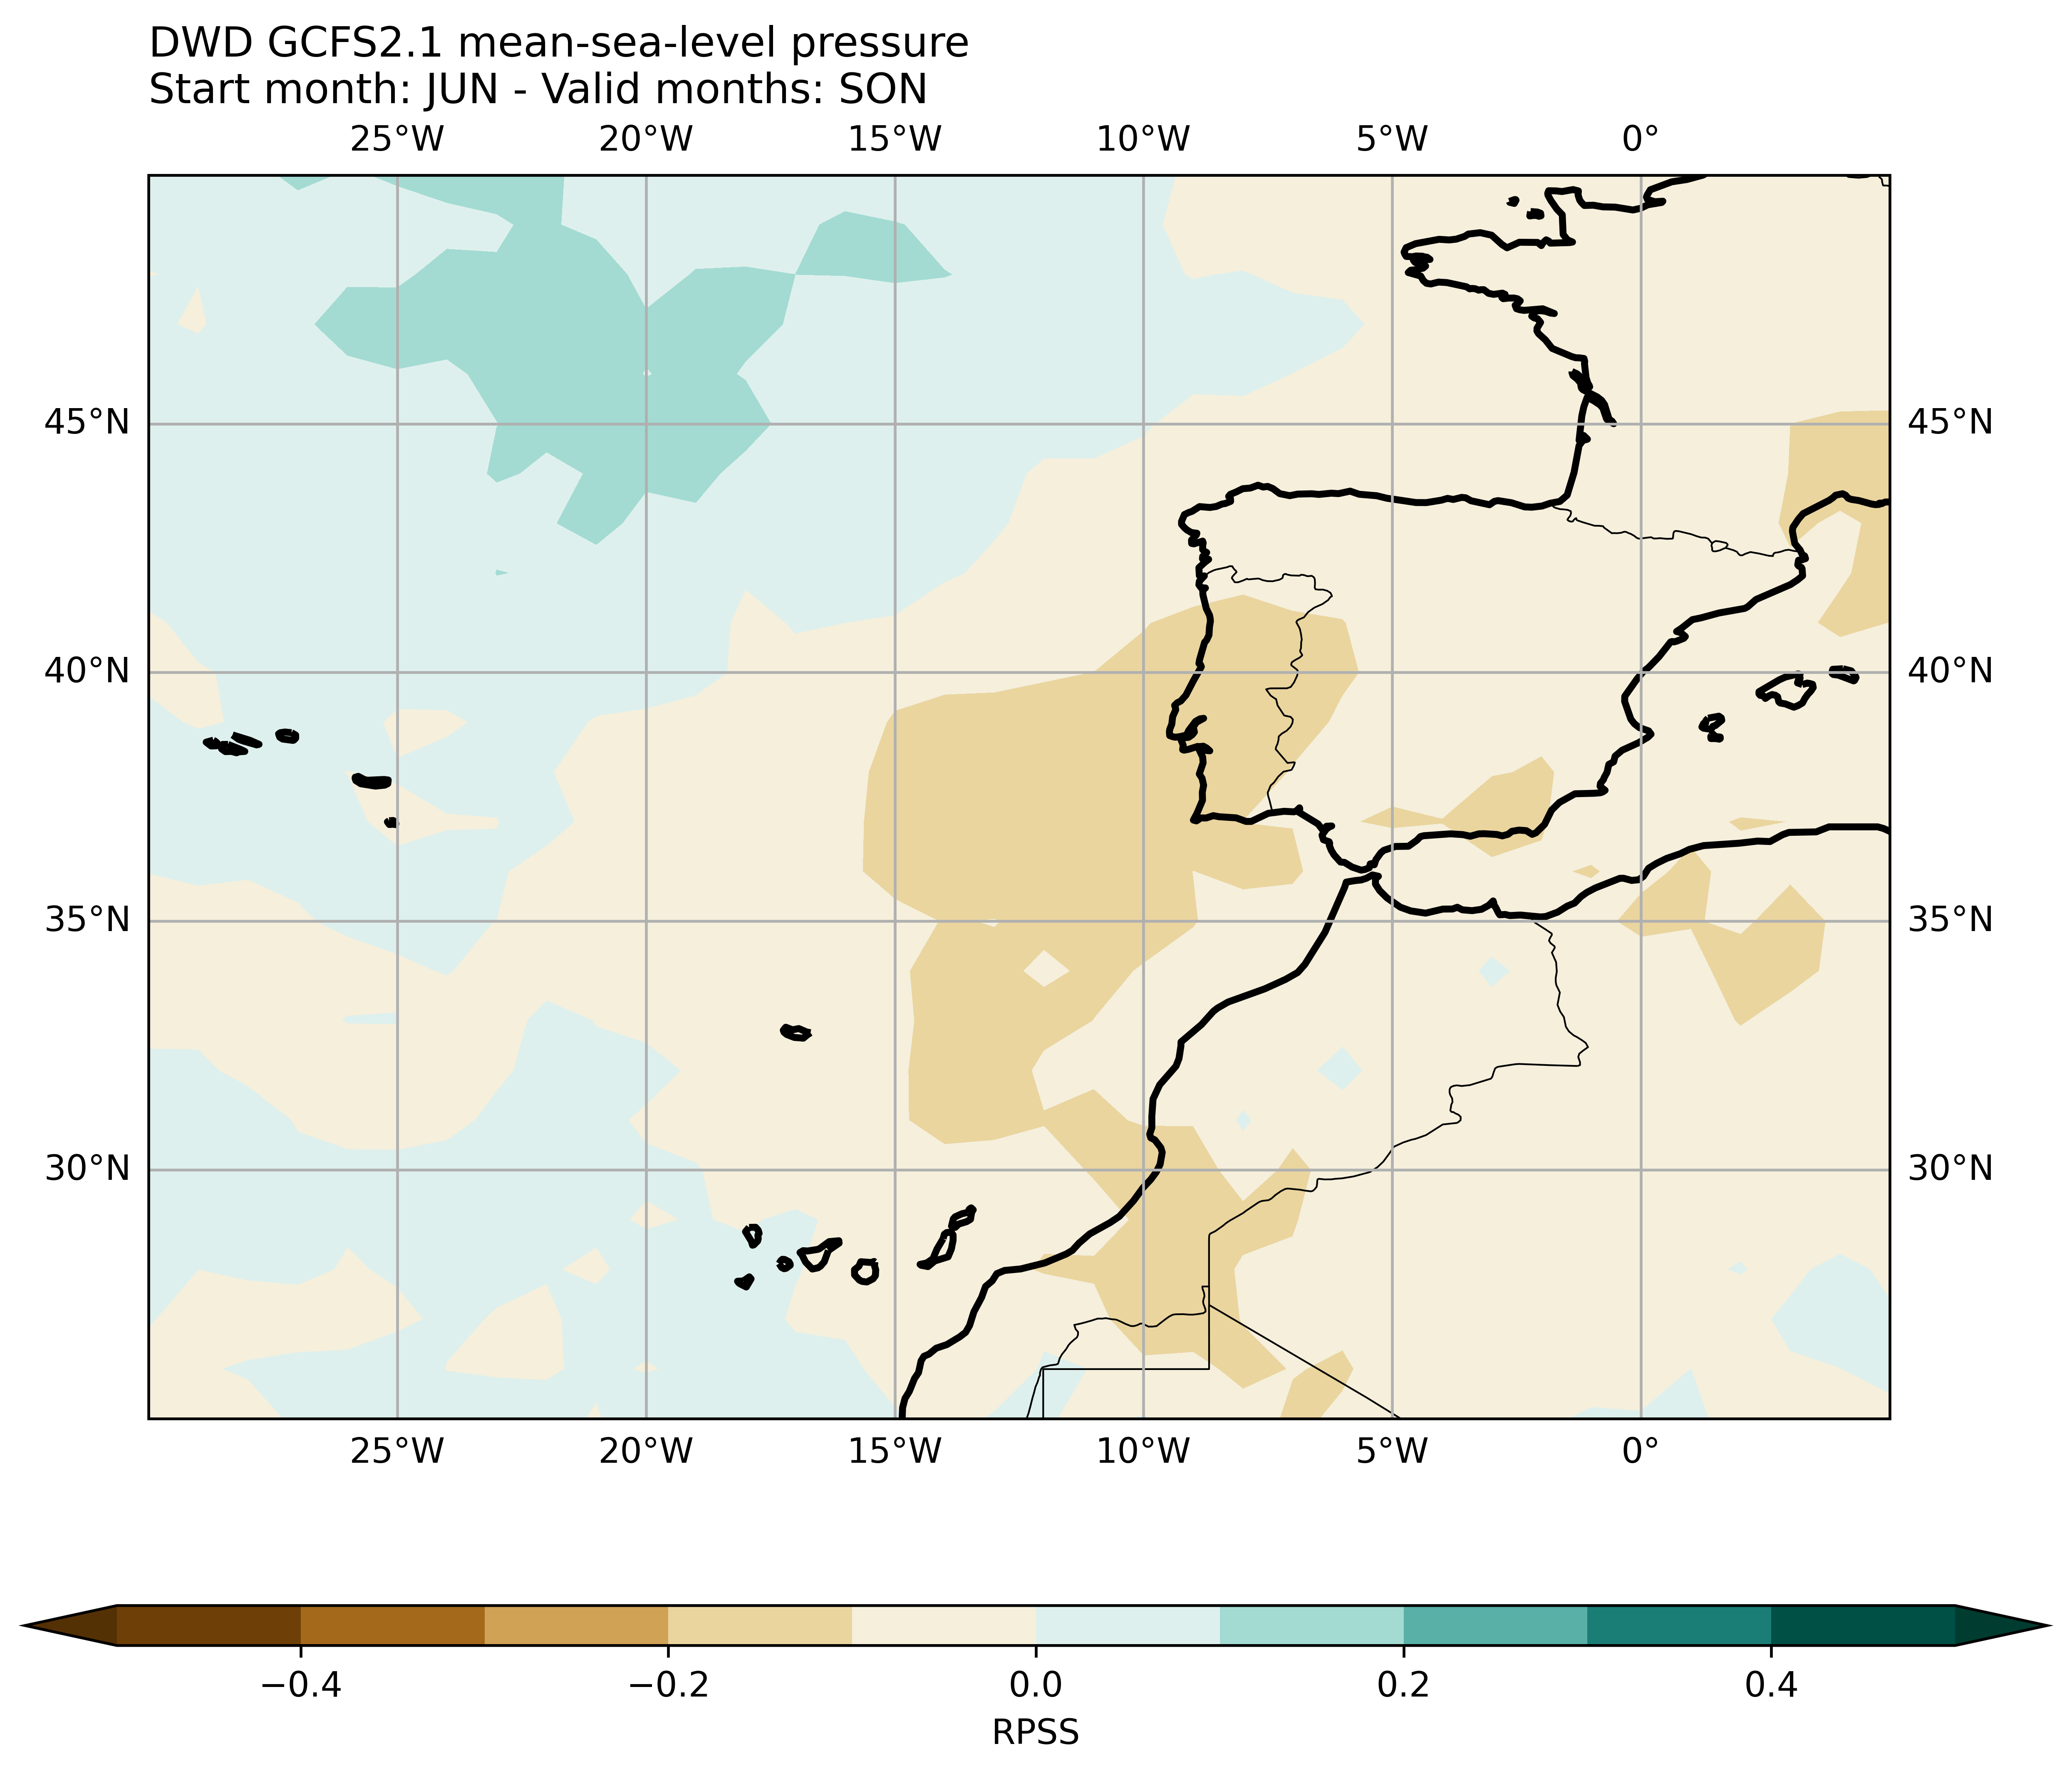 DWD GCFS2.1 mean-sea-level pressure
Start month: JUN - Valid months: SON
25°W 20°W 15°W 10°W 5°W 0°
45°N 45°N
40°N 40°N
35°N 35°N
30°N 30°N
25°W 20°W 15°W 10°W 5°W 0°
−0.4 −0.2 0.0 0.2 0.4
RPSS